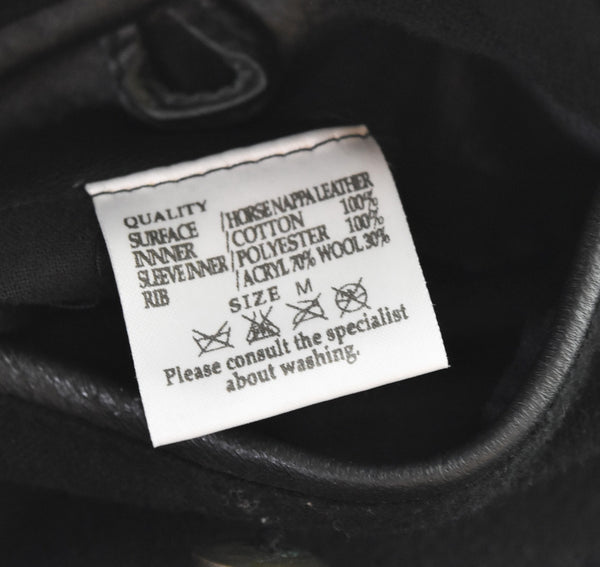 QUALITY
SURFACE /HORSE NAPPA LEATHER
INNNER /COTTON 100%
SLEEVE INNER /POLYESTER 100%
RIB /ACRYL 70% WOOL 30%
SIZE M
Please consult the specialist
about washing.